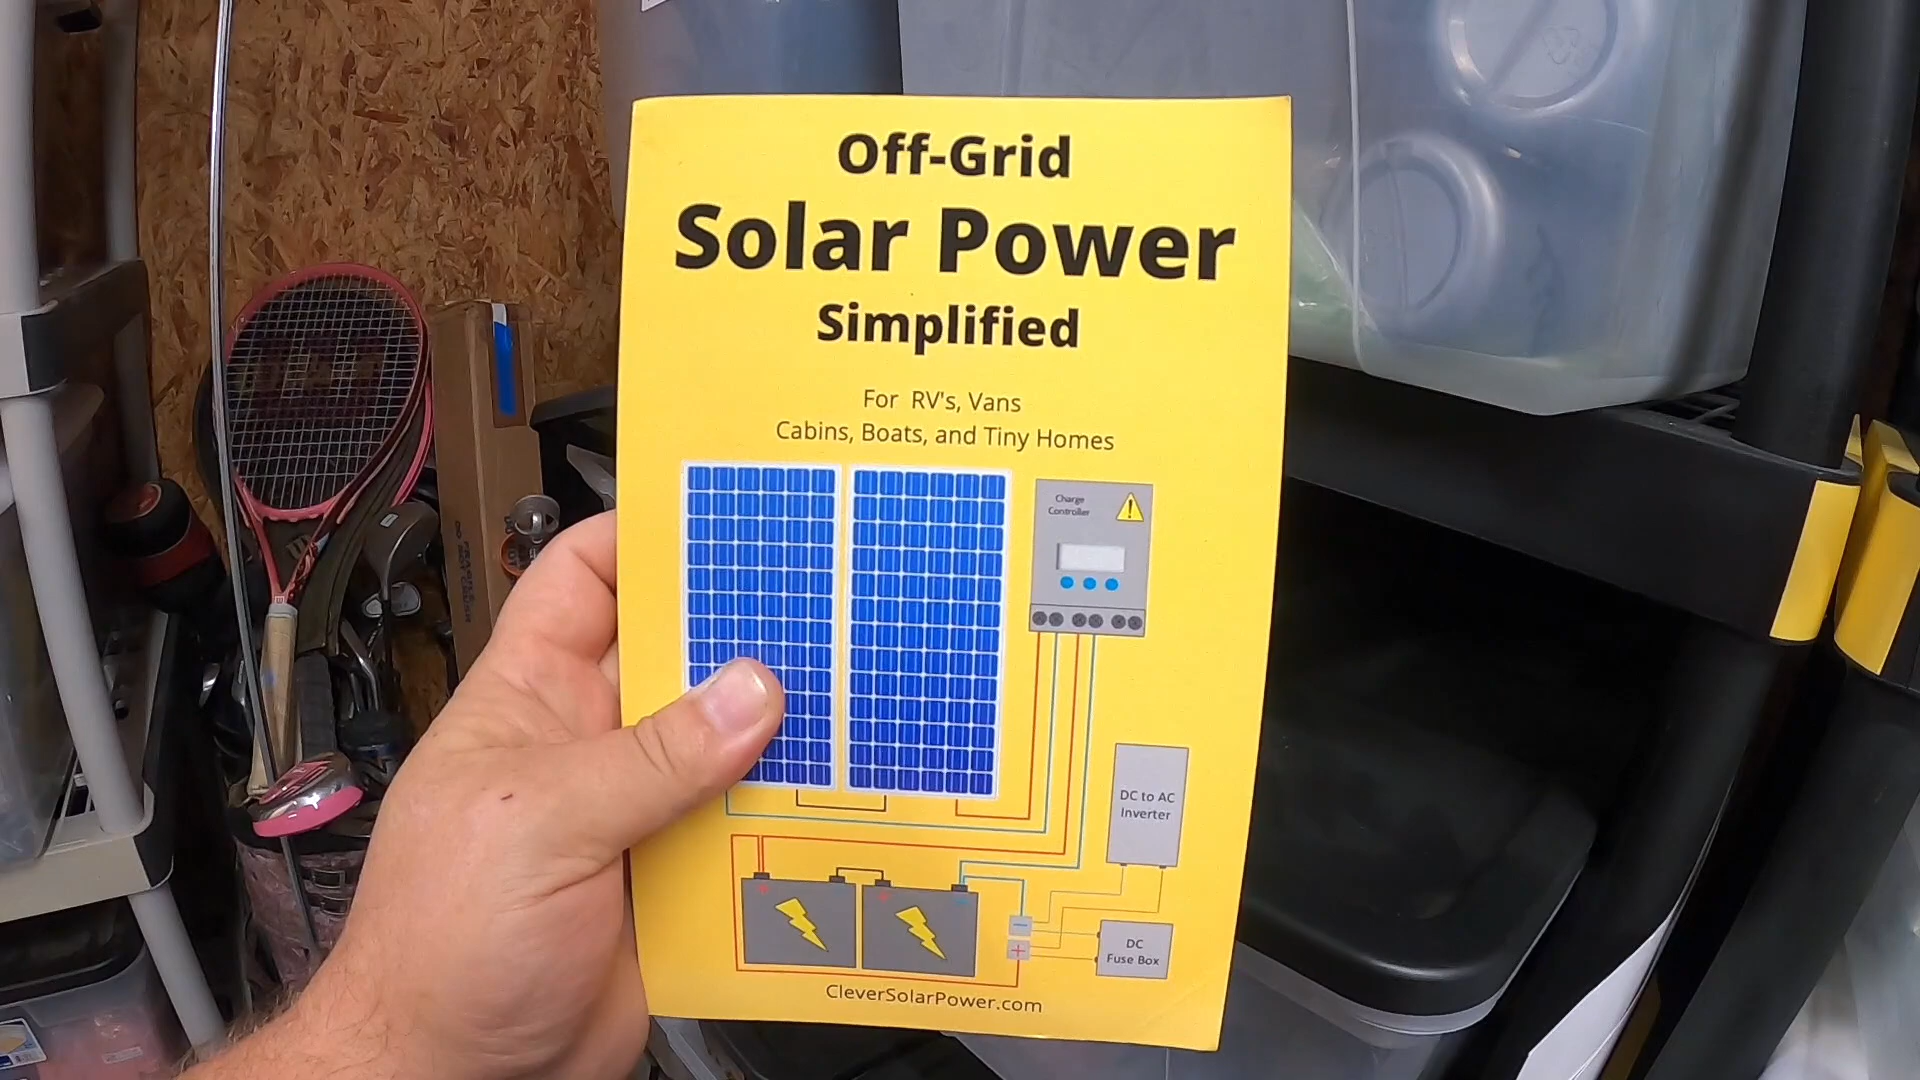 Off-Grid
Solar Power
Simplified
For RV's, Vans
Cabins, Boats, and Tiny Homes
Charge
Controller
DC to AC
Inverter
DC
Fuse Box
CleverSolarPower.com